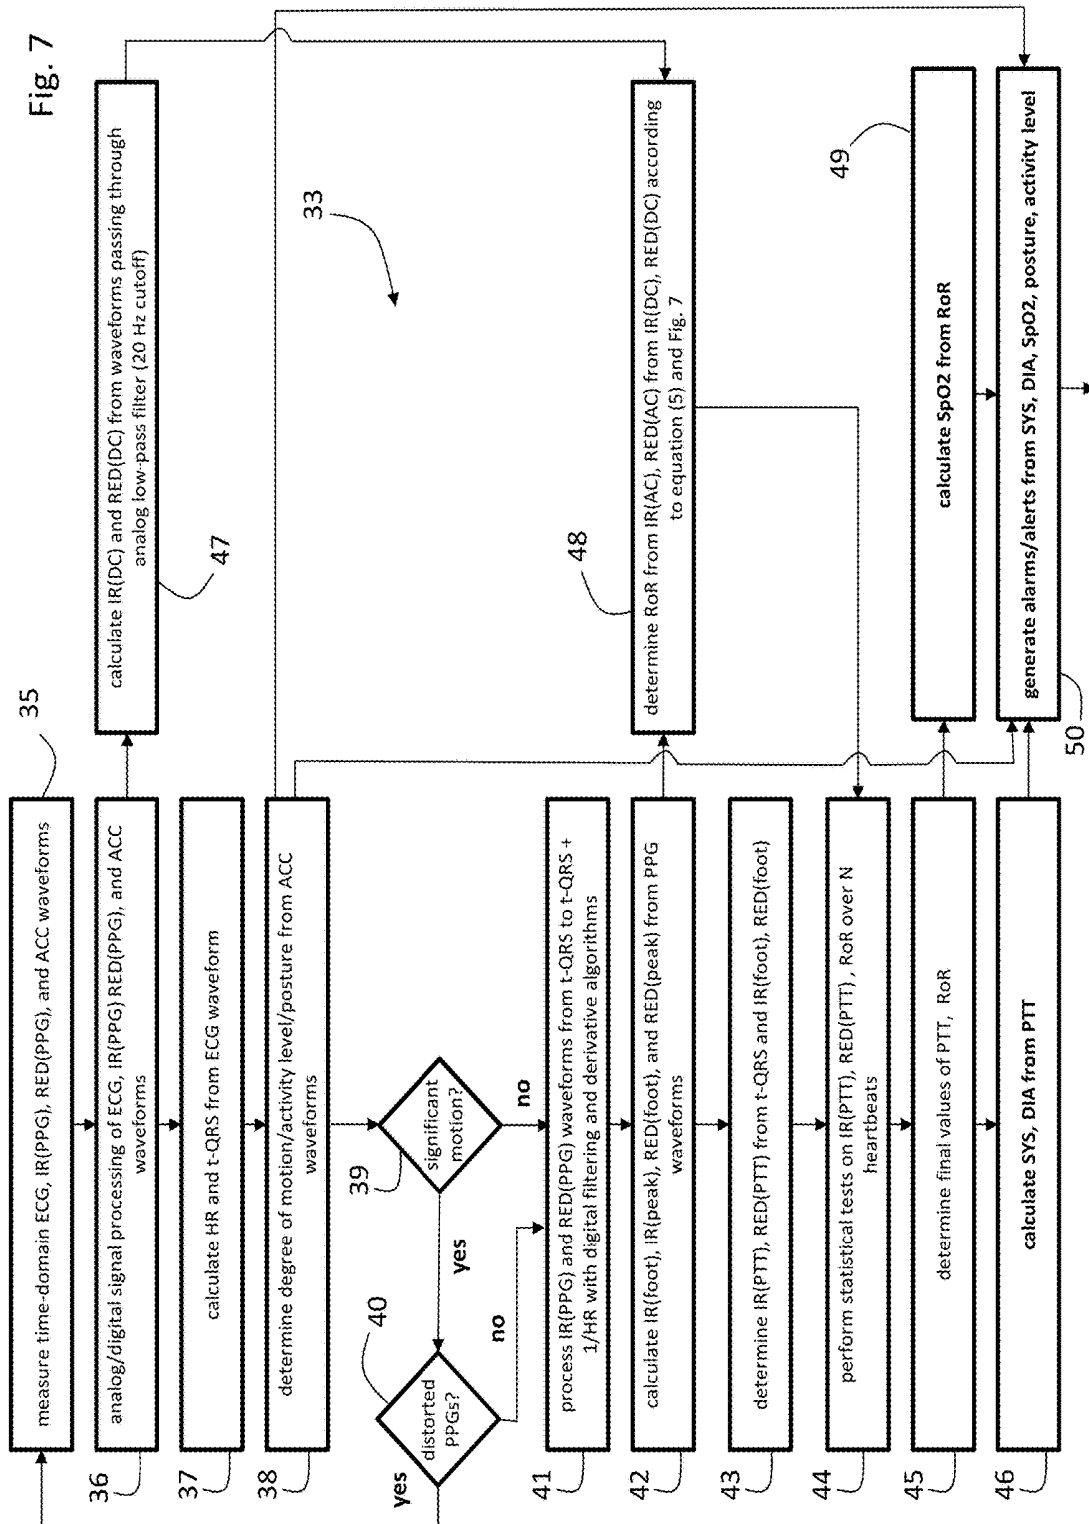 Fig. 7
35
measure time-domain ECG, IR(PPG), RED(PPG), and ACC waveforms
36
analog/digital signal processing of ECG, IR(PPG) RED(PPG), and ACC
waveforms
37
calculate HR and t-QRS from ECG waveform
38
determine degree of motion/activity level/posture from ACC
waveforms
39
significant
motion?
yes
no
40
distorted
PPGs?
yes
no
41
process IR(PPG) and RED(PPG) waveforms from t-QRS to t-QRS +
1/HR with digital filtering and derivative algorithms
42
calculate IR(foot), IR(peak), RED(foot), and RED(peak) from PPG
waveforms
43
determine IR(PTT), RED(PTT) from t-QRS and IR(foot), RED(foot)
44
perform statistical tests on IR(PTT), RED(PTT) , RoR over N
heartbeats
45
determine final values of PTT, RoR
46
calculate SYS, DIA from PTT
47
calculate IR(DC) and RED(DC) from waveforms passing through
analog low-pass filter (20 Hz cutoff)
33
48
determine RoR from IR(AC), RED(AC) from IR(DC), RED(DC) according
to equation (5) and Fig. 7
49
calculate SpO2 from RoR
50
generate alarms/alerts from SYS, DIA, SpO2, posture, activity level